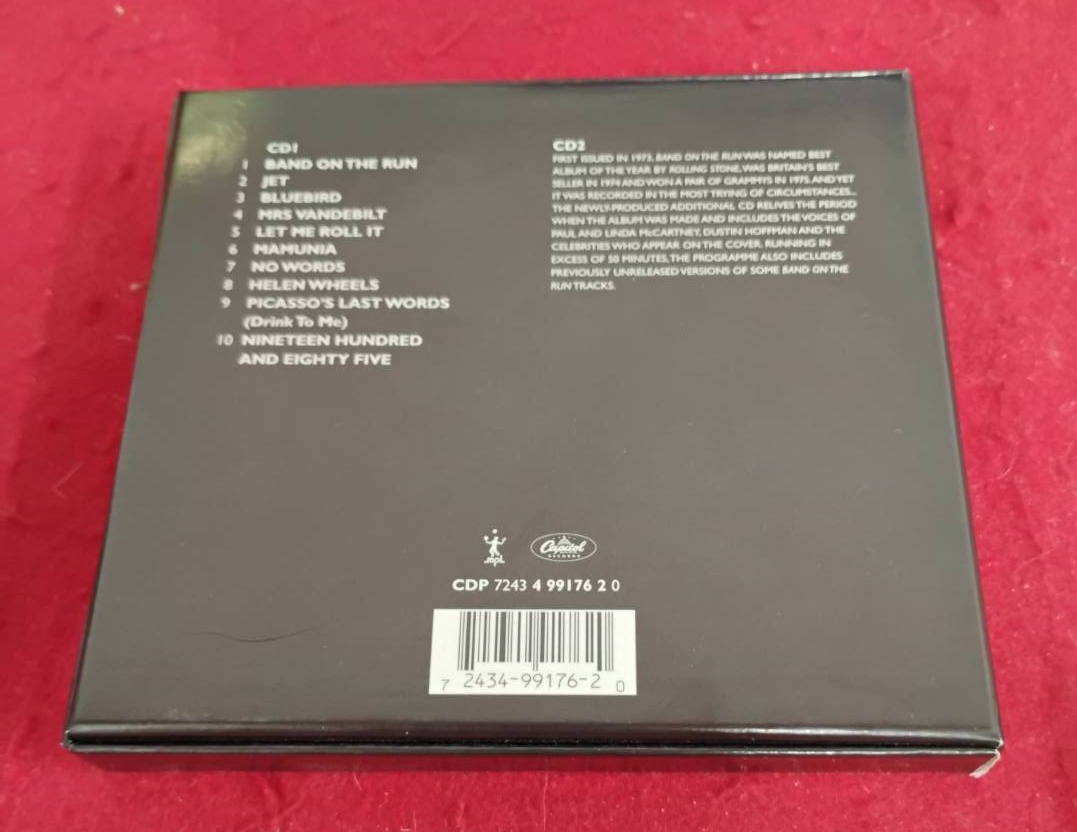 CD1
1 BAND ON THE RUN
2 JET
3 BLUEBIRD
4 MRS VANDEBILT
5 LET ME ROLL IT
6 MAMUNIA
7 NO WORDS
8 HELEN WHEELS
9 PICASSO'S LAST WORDS
(Drink To Me)
10 NINETEEN HUNDRED
AND EIGHTY FIVE
CD2
FIRST ISSUED IN 1973, BAND ON THE RUN WAS NAMED BEST
ALBUM OF THE YEAR BY ROLLING STONE, WAS BRITAIN'S BEST
SELLER IN 1974 AND WON A PAIR OF GRAMMYS IN 1975. AND YET
IT WAS RECORDED IN THE MOST TRYING OF CIRCUMSTANCES...
THE NEWLY-PRODUCED ADDITIONAL CD RELIVES THE PERIOD
WHEN THE ALBUM WAS MADE AND INCLUDES THE VOICES OF
PAUL AND LINDA McCARTNEY, DUSTIN HOFFMAN AND THE
CELEBRITIES WHO APPEAR ON THE COVER. RUNNING IN
EXCESS OF 50 MINUTES, THE PROGRAMME ALSO INCLUDES
PREVIOUSLY UNRELEASED VERSIONS OF SOME BAND ON THE
RUN TRACKS.
mpl
Capitol
RECORDS
CDP 7243 4 99176 2 0
7 2434-99176-2 0